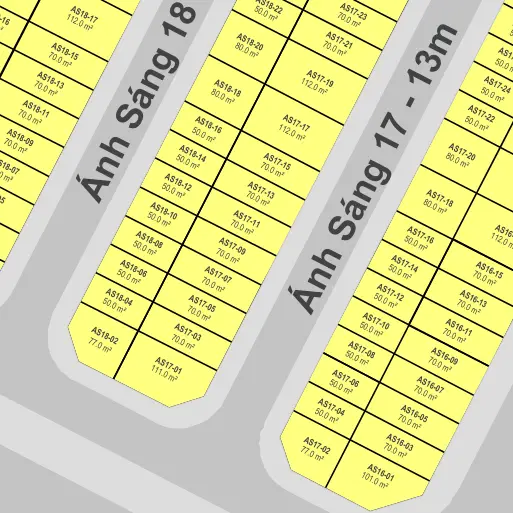 AS18-17
112.0 m²
AS18-15
70.0 m²
AS18-13
70.0 m²
AS18-11
70.0 m²
AS18-09
70.0 m²
Ánh Sáng 18
AS18-22
50.0 m²
AS18-20
80.0 m²
AS18-18
80.0 m²
AS18-16
50.0 m²
AS18-14
50.0 m²
AS18-12
50.0 m²
AS18-10
50.0 m²
AS18-08
50.0 m²
AS18-06
50.0 m²
AS18-04
50.0 m²
AS18-02
77.0 m²
AS17-23
70.0 m²
AS17-21
70.0 m²
AS17-19
112.0 m²
AS17-17
112.0 m²
AS17-15
70.0 m²
AS17-13
70.0 m²
AS17-11
70.0 m²
AS17-09
70.0 m²
AS17-07
70.0 m²
AS17-05
70.0 m²
AS17-03
70.0 m²
AS17-01
111.0 m²
Ánh Sáng 17 - 13m
AS17-24
50.0 m²
AS17-22
50.0 m²
AS17-20
80.0 m²
AS17-18
80.0 m²
AS17-16
50.0 m²
AS17-14
50.0 m²
AS17-12
50.0 m²
AS17-10
50.0 m²
AS17-08
50.0 m²
AS17-06
50.0 m²
AS17-04
50.0 m²
AS17-02
77.0 m²
AS16-15
70.0 m²
AS16-13
70.0 m²
AS16-11
70.0 m²
AS16-09
70.0 m²
AS16-07
70.0 m²
AS16-05
70.0 m²
AS16-03
70.0 m²
AS16-01
101.0 m²